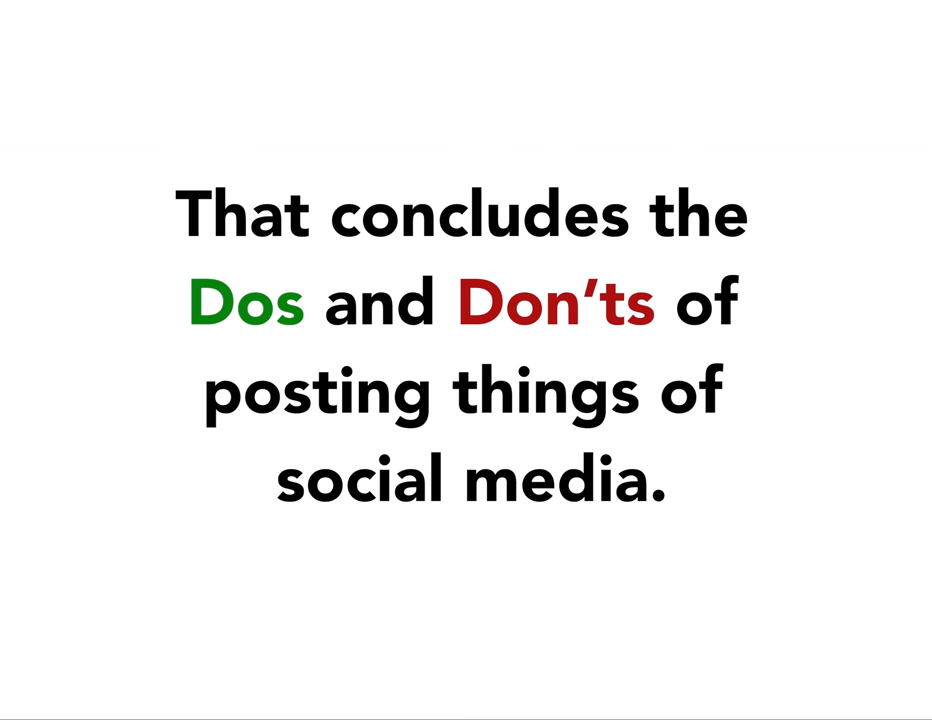 That concludes the
Dos and Don’ts of
posting things of
social media.